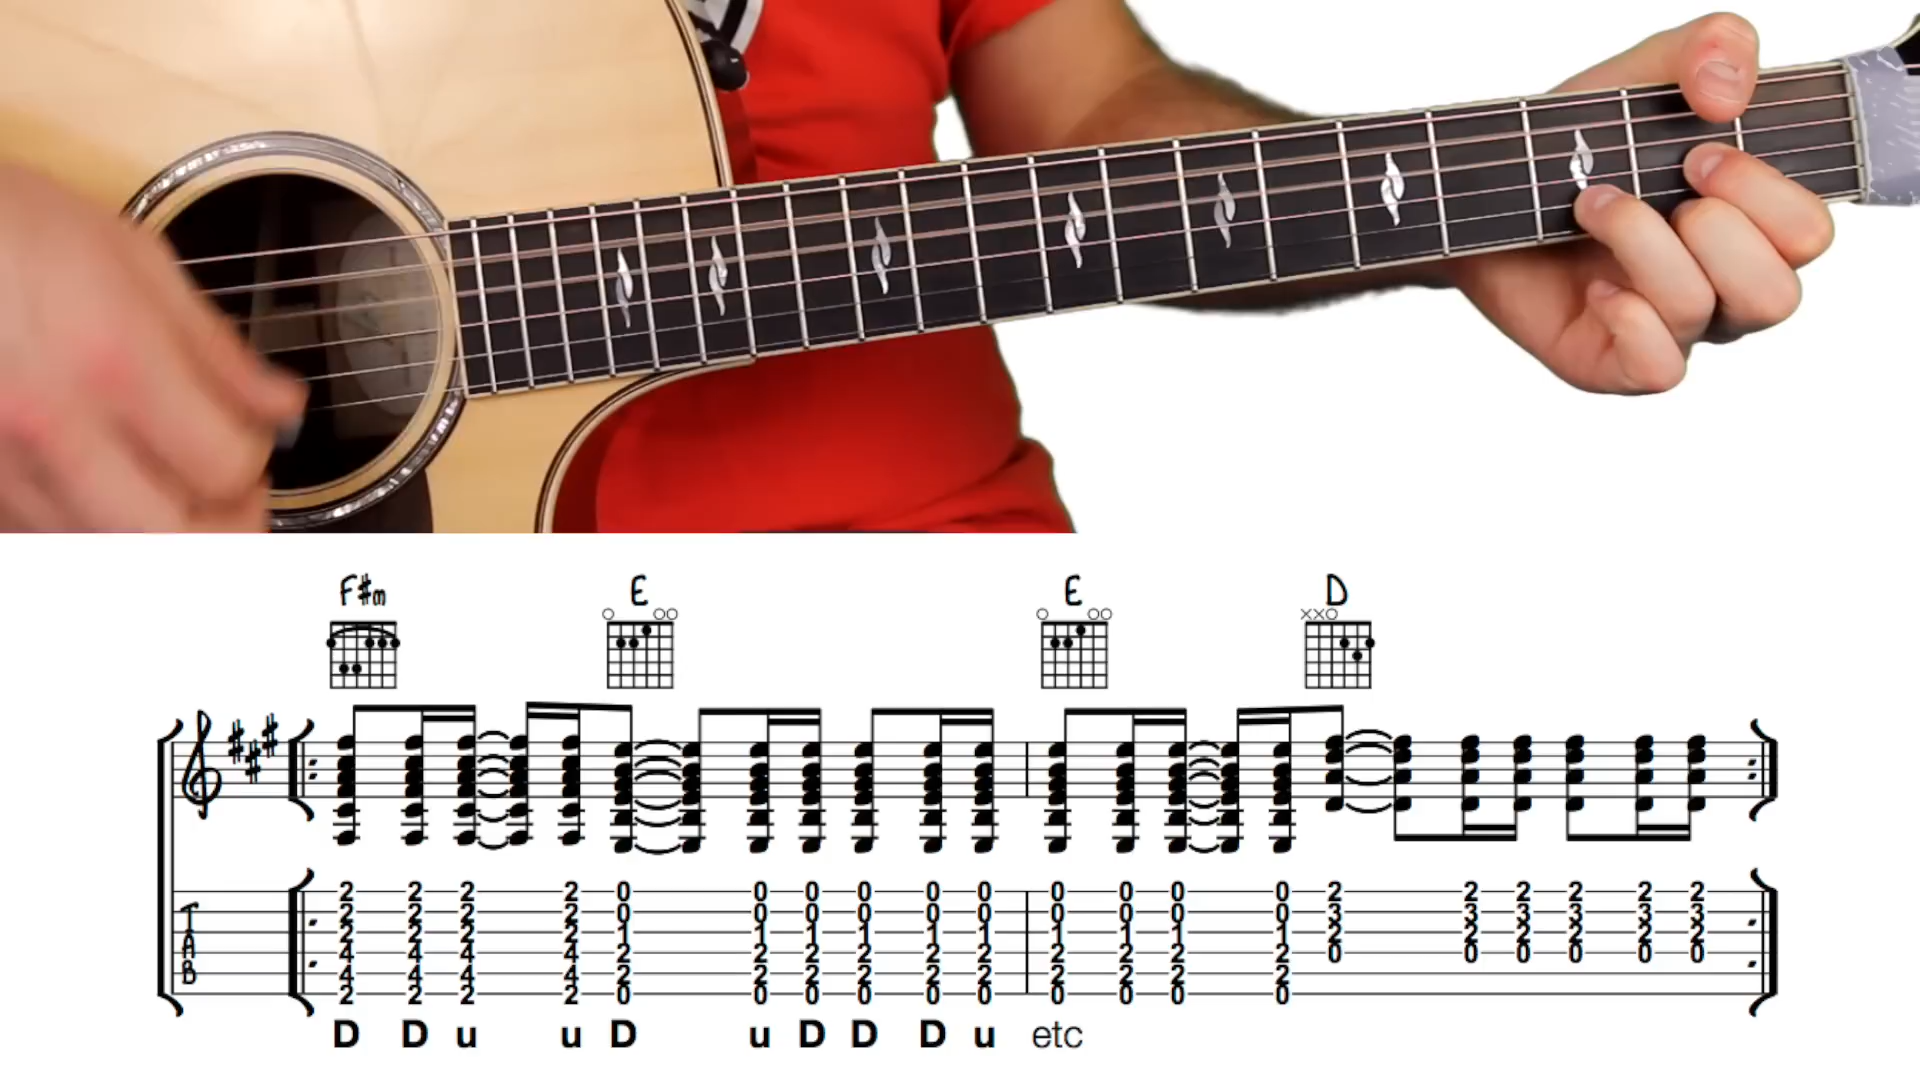 F#m E E D
o oo o oo xxo
2 2 2 2 0 0 0 0 0 0 0 0 0 0 2 2 2 2 2 2
2 2 2 2 0 0 0 0 0 0 0 0 0 0 3 3 3 3 3 3
T 2 2 2 2 1 1 1 1 1 1 1 1 1 1 2 2 2 2 2 2
A 4 4 4 4 2 2 2 2 2 2 2 2 2 2 0 0 0 0 0 0
B 4 4 4 4 2 2 2 2 2 2 2 2 2 2
2 2 2 2 0 0 0 0 0 0 0 0 0 0
D D u u D u D D D u etc